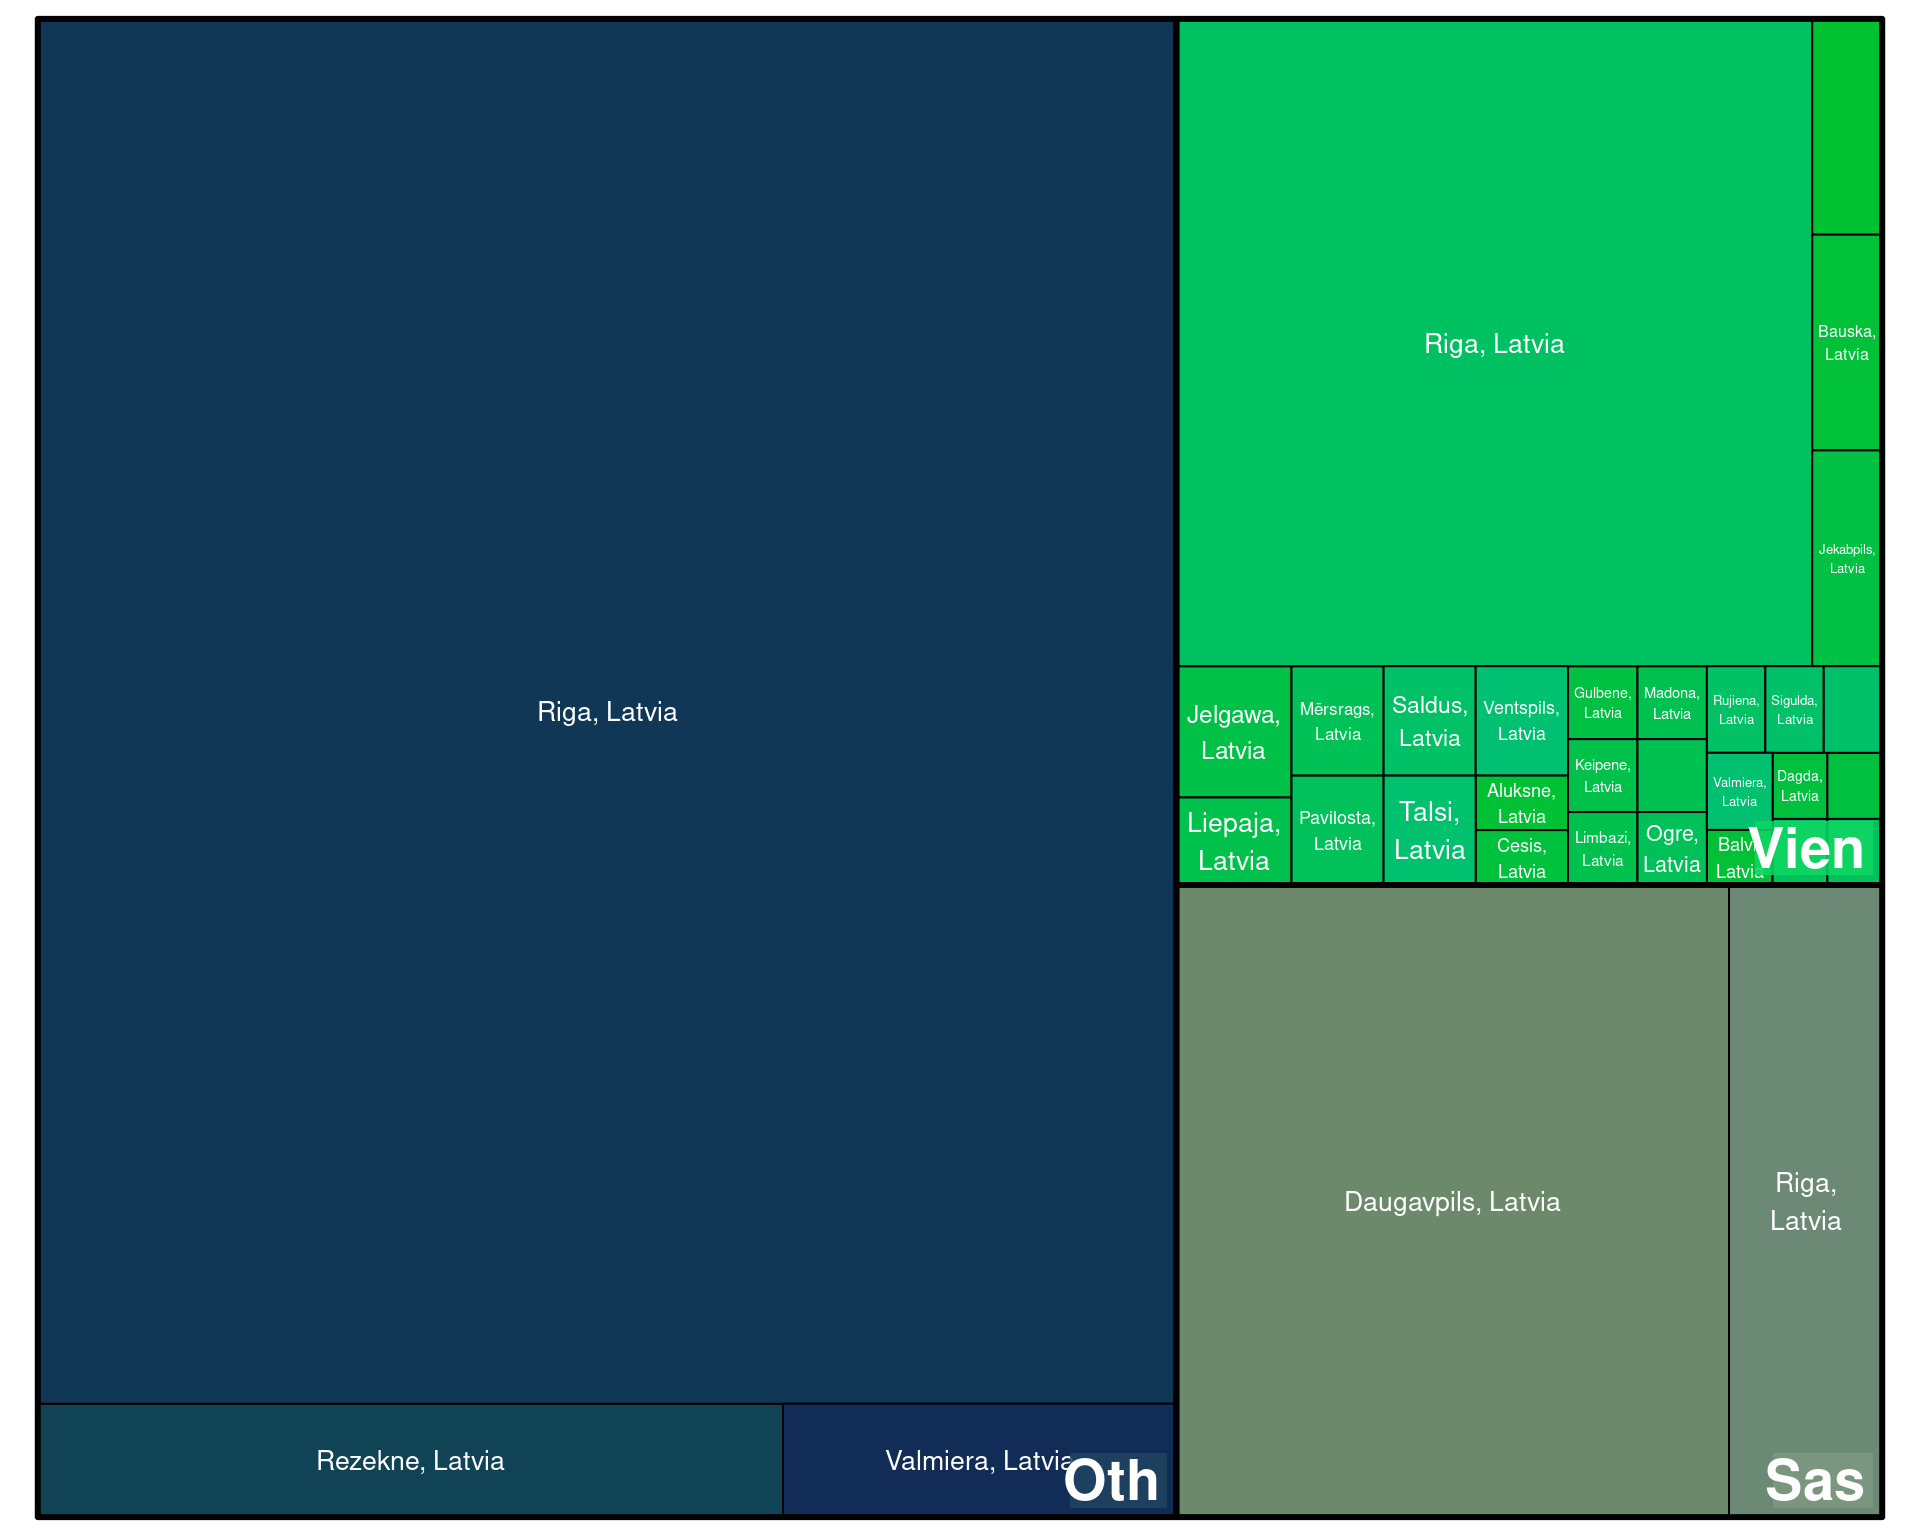 Riga, Latvia
Rezekne, Latvia
Valmiera, Latvia
Oth
Riga, Latvia
Bauska,
Latvia
Jekabpils,
Latvia
Jelgawa,
Latvia
Liepaja,
Latvia
Mērsrags,
Latvia
Pavilosta,
Latvia
Saldus,
Latvia
Talsi,
Latvia
Ventspils,
Latvia
Aluksne,
Latvia
Cesis,
Latvia
Gulbene,
Latvia
Keipene,
Latvia
Limbazi,
Latvia
Madona,
Latvia
Ogre,
Latvia
Rujiena,
Latvia
Sigulda,
Latvia
Valmiera,
Latvia
Dagda,
Latvia
Balvi,
Latvia
Vien
Daugavpils, Latvia
Riga,
Latvia
Sas